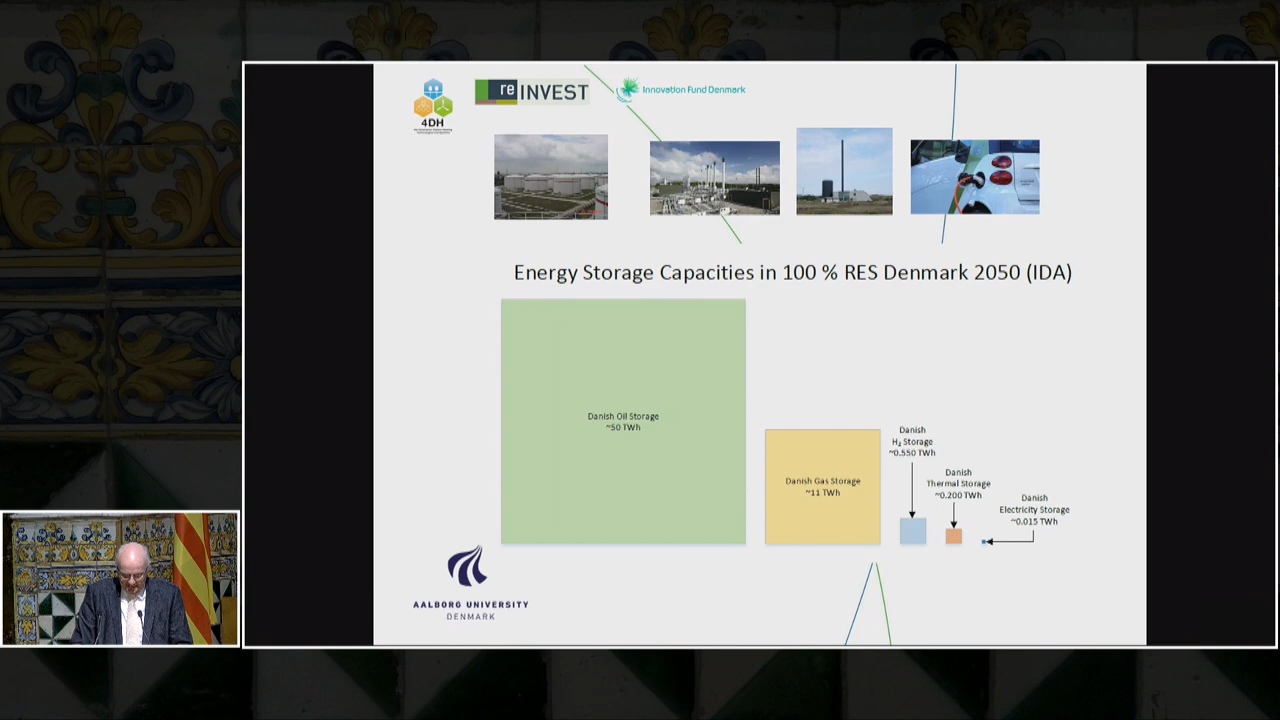 4DH
re INVEST
Innovation Fund Denmark
Energy Storage Capacities in 100 % RES Denmark 2050 (IDA)
Danish Oil Storage
~50 TWh
Danish Gas Storage
~11 TWh
Danish
H₂ Storage
~0.550 TWh
Danish
Thermal Storage
~0.200 TWh
Danish
Electricity Storage
~0.015 TWh
AALBORG UNIVERSITY
DENMARK